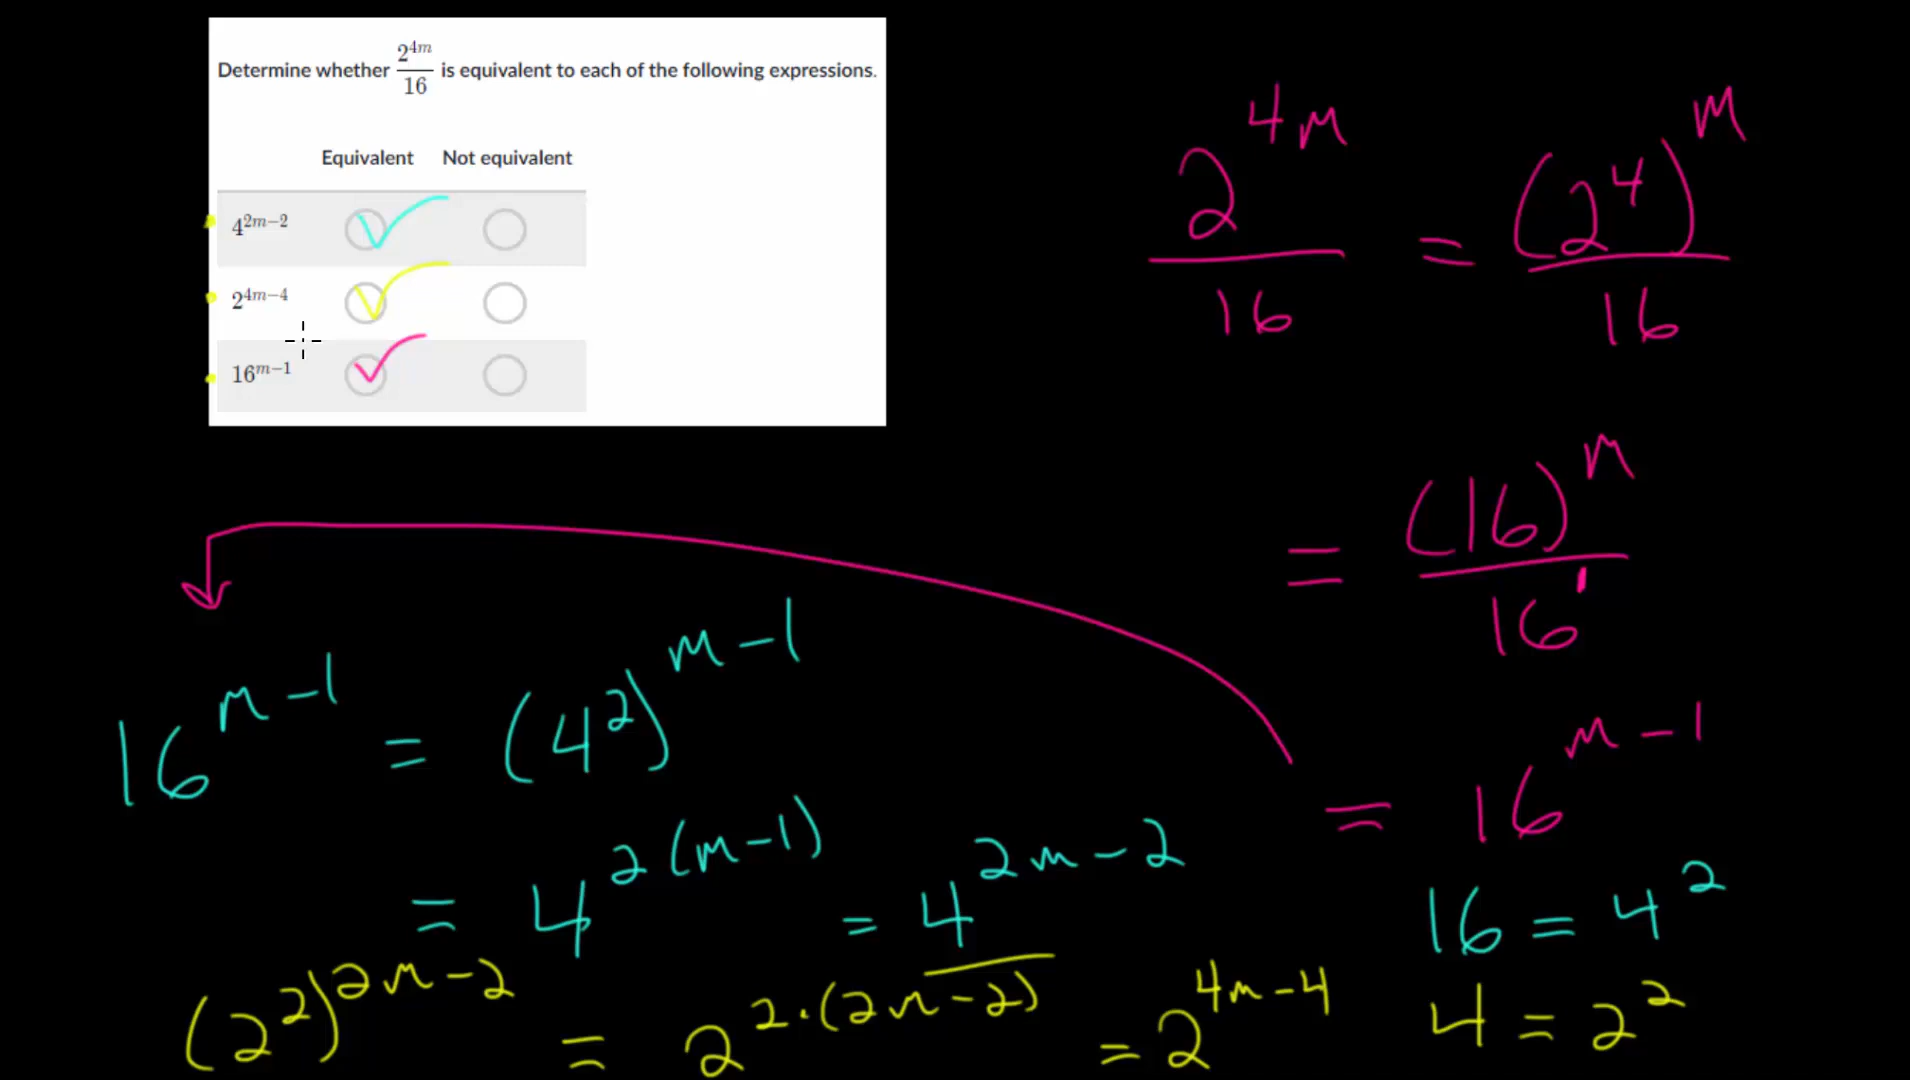 Determine whether 2^{4m}/16 is equivalent to each of the following expressions.
Equivalent Not equivalent
4^{2m-2}
2^{4m-4}
16^{m-1}
2^{4m}/16 = (2^4)^m/16
= (16)^m/16^1
= 16^{m-1}
16^{m-1} = (4^2)^{m-1}
= 4^{2(m-1)} = 4^{2m-2}
16 = 4^2
(2^2)^{2m-2} = 2^{2·(2m-2)} = 2^{4m-4}
4 = 2^2